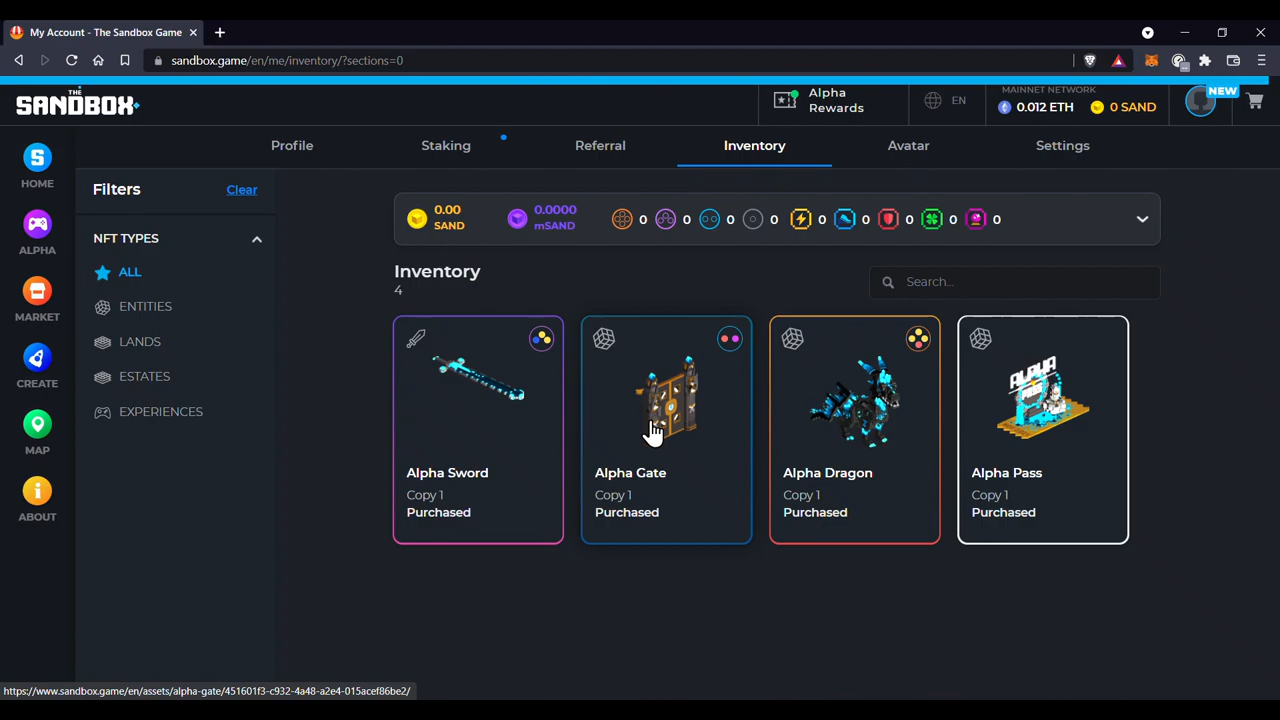 My Account - The Sandbox Game
sandbox.game/en/me/inventory/?sections=0
THE
SANDBOX
Alpha
Rewards
EN
MAINNET NETWORK
0.012 ETH
0 SAND
NEW
Profile
Staking
Referral
Inventory
Avatar
Settings
S
HOME
ALPHA
MARKET
CREATE
MAP
ABOUT
Filters
Clear
NFT TYPES
ALL
ENTITIES
LANDS
ESTATES
EXPERIENCES
0.00
SAND
0.0000
mSAND
0 0 0 0 0 0 0 0 0
Inventory
4
Search...
Alpha Sword
Copy 1
Purchased
Alpha Gate
Copy 1
Purchased
Alpha Dragon
Copy 1
Purchased
ALPHA
Alpha Pass
Copy 1
Purchased
https://www.sandbox.game/en/assets/alpha-gate/451601f3-c932-4a48-a2e4-015acef86be2/